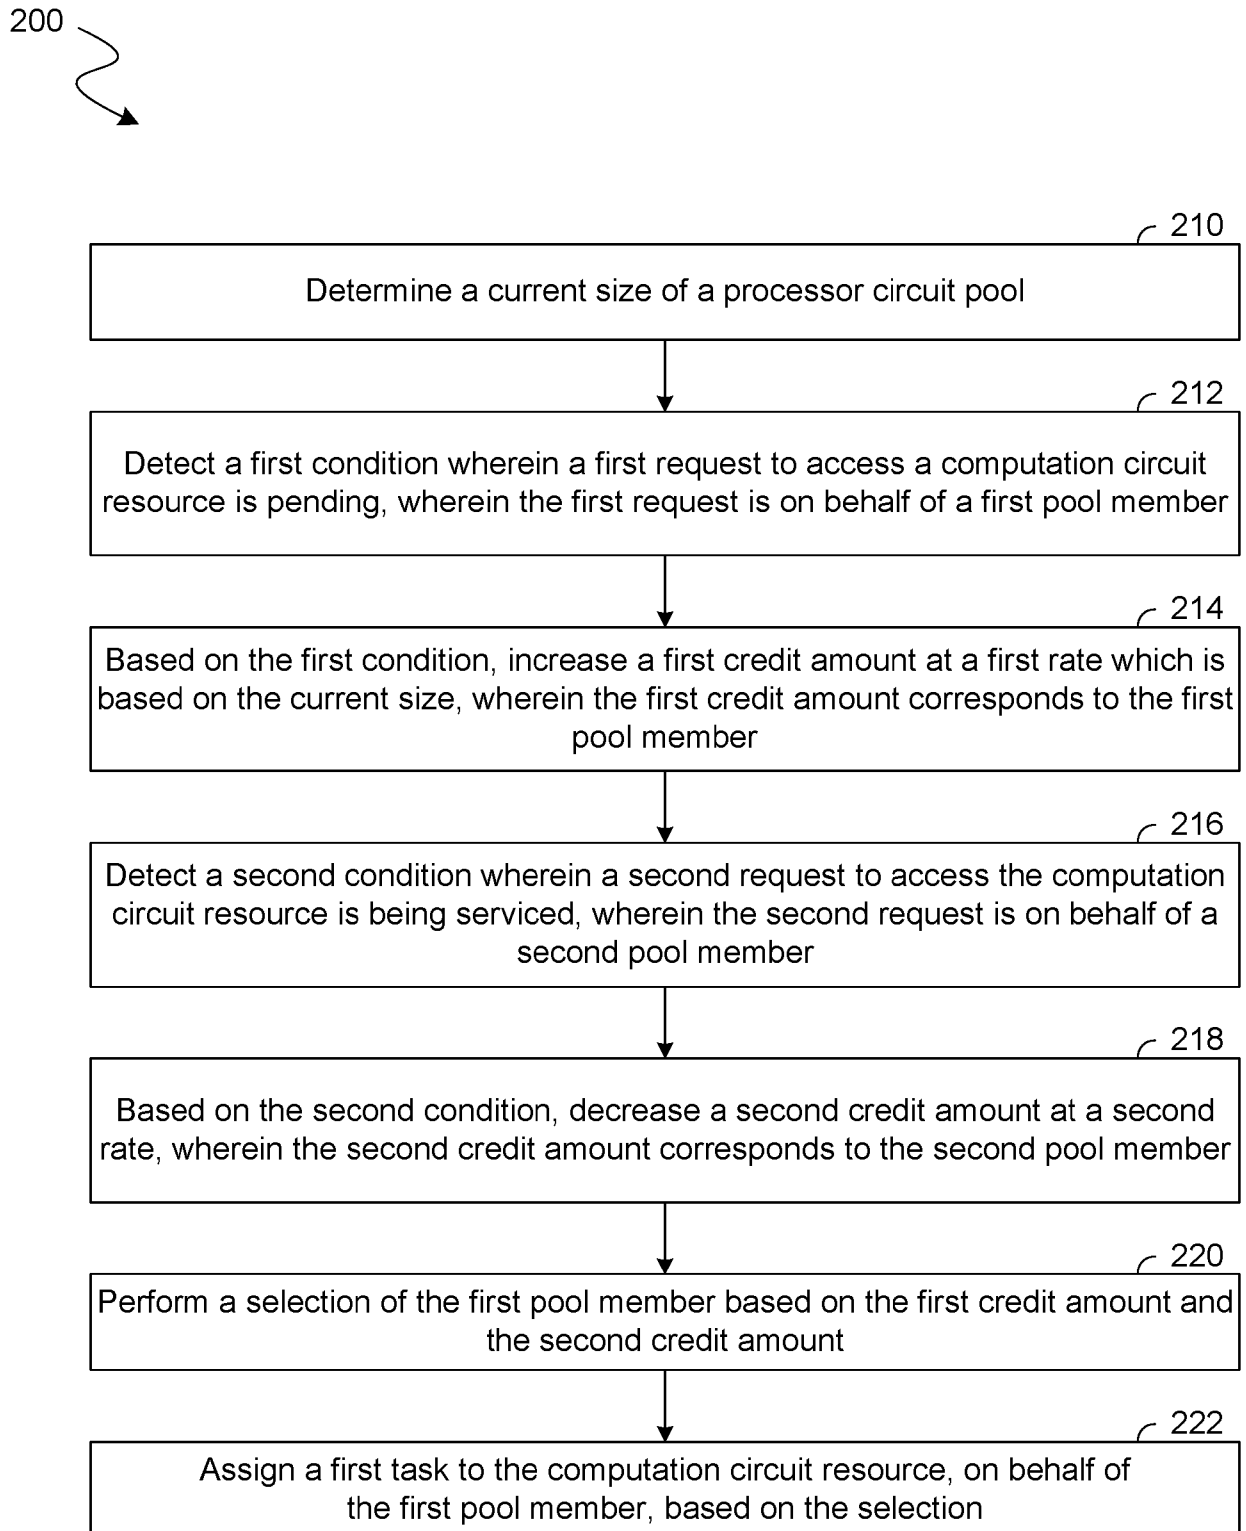 200
210
Determine a current size of a processor circuit pool
212
Detect a first condition wherein a first request to access a computation circuit
resource is pending, wherein the first request is on behalf of a first pool member
214
Based on the first condition, increase a first credit amount at a first rate which is
based on the current size, wherein the first credit amount corresponds to the first
pool member
216
Detect a second condition wherein a second request to access the computation
circuit resource is being serviced, wherein the second request is on behalf of a
second pool member
218
Based on the second condition, decrease a second credit amount at a second
rate, wherein the second credit amount corresponds to the second pool member
220
Perform a selection of the first pool member based on the first credit amount and
the second credit amount
222
Assign a first task to the computation circuit resource, on behalf of
the first pool member, based on the selection